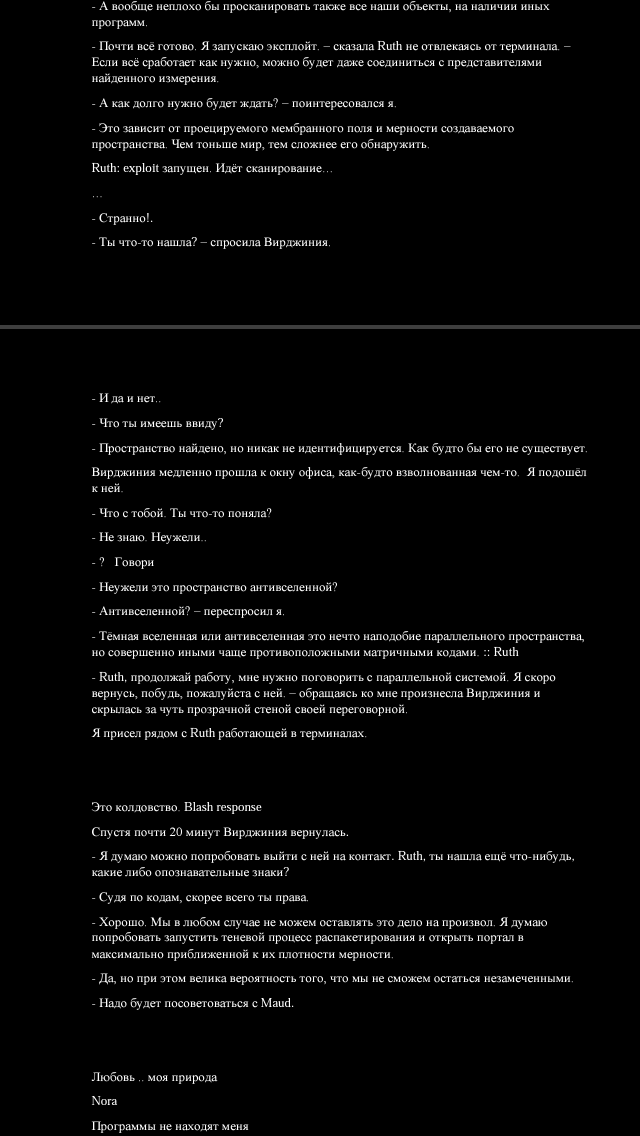 - А вообще неплохо бы просканировать также все наши объекты, на наличии иных
программ.
- Почти всё готово. Я запускаю эксплойт. – сказала Ruth не отвлекаясь от терминала. –
Если всё сработает как нужно, можно будет даже соединиться с представителями
найденного измерения.
- А как долго нужно будет ждать? – поинтересовался я.
- Это зависит от проецируемого мембранного поля и мерности создаваемого
пространства. Чем тоньше мир, тем сложнее его обнаружить.
Ruth: exploit запущен. Идёт сканирование…
…
- Странно!.
- Ты что-то нашла? – спросила Вирджиния.
- И да и нет..
- Что ты имеешь ввиду?
- Пространство найдено, но никак не идентифицируется. Как будто бы его не существует.
Вирджиния медленно прошла к окну офиса, как-будто взволнованная чем-то.  Я подошёл
к ней.
- Что с тобой. Ты что-то поняла?
- Не знаю. Неужели..
- ?   Говори
- Неужели это пространство антивселенной?
- Антивселенной? – переспросил я.
- Тёмная вселенная или антивселенная это нечто наподобие параллельного пространства,
но совершенно иными чаще противоположными матричными кодами. :: Ruth
- Ruth, продолжай работу, мне нужно поговорить с параллельной системой. Я скоро
вернусь, побудь, пожалуйста с ней. – обращаясь ко мне произнесла Вирджиния и
скрылась за чуть прозрачной стеной своей переговорной.
Я присел рядом с Ruth работающей в терминалах.
Это колдовство. Blash response
Спустя почти 20 минут Вирджиния вернулась.
- Я думаю можно попробовать выйти с ней на контакт. Ruth, ты нашла ещё что-нибудь,
какие либо опознавательные знаки?
- Судя по кодам, скорее всего ты права.
- Хорошо. Мы в любом случае не можем оставлять это дело на произвол. Я думаю
попробовать запустить теневой процесс распакетирования и открыть портал в
максимально приближенной к их плотности мерности.
- Да, но при этом велика вероятность того, что мы не сможем остаться незамеченными.
- Надо будет посоветоваться с Maud.
Любовь .. моя природа
Nora
Программы не находят меня